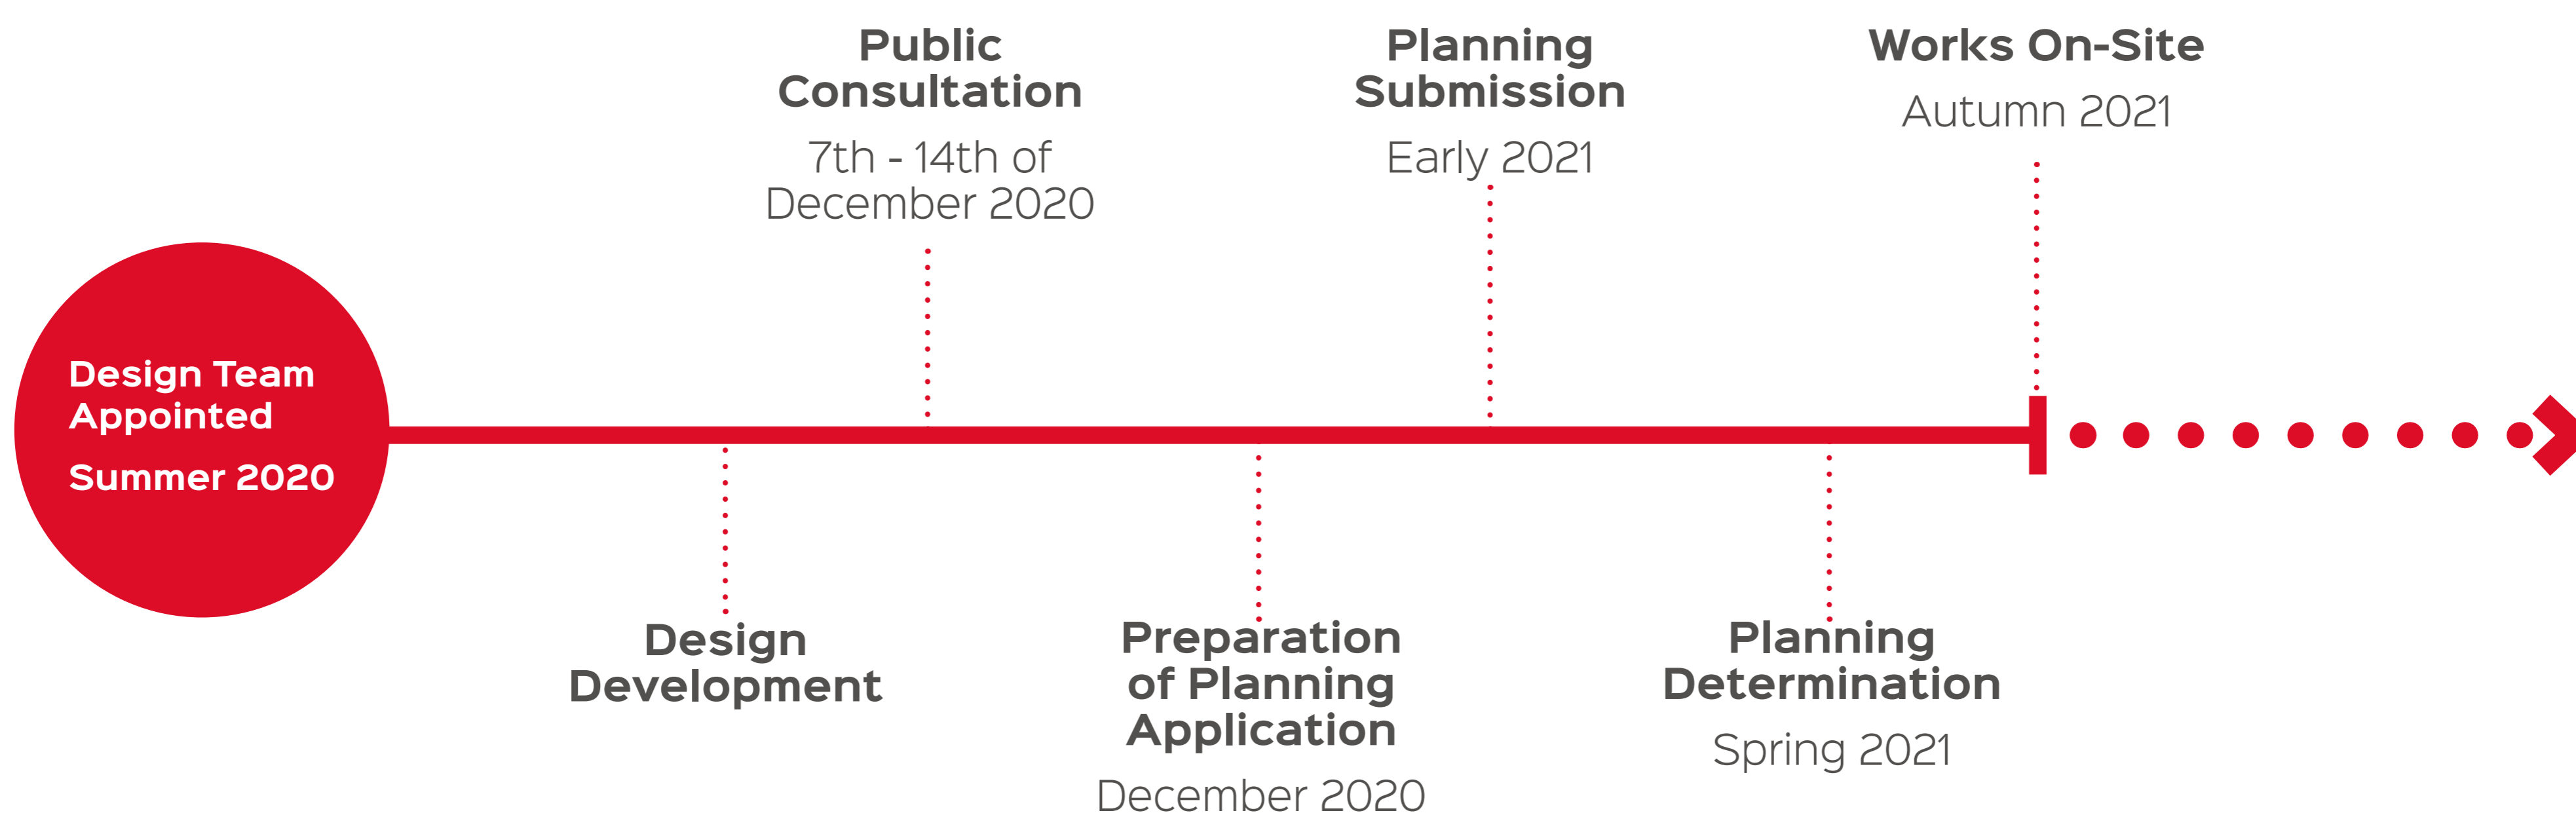 Design Team
Appointed
Summer 2020
Design
Development
Public
Consultation
7th - 14th of
December 2020
Preparation
of Planning
Application
December 2020
Planning
Submission
Early 2021
Planning
Determination
Spring 2021
Works On-Site
Autumn 2021